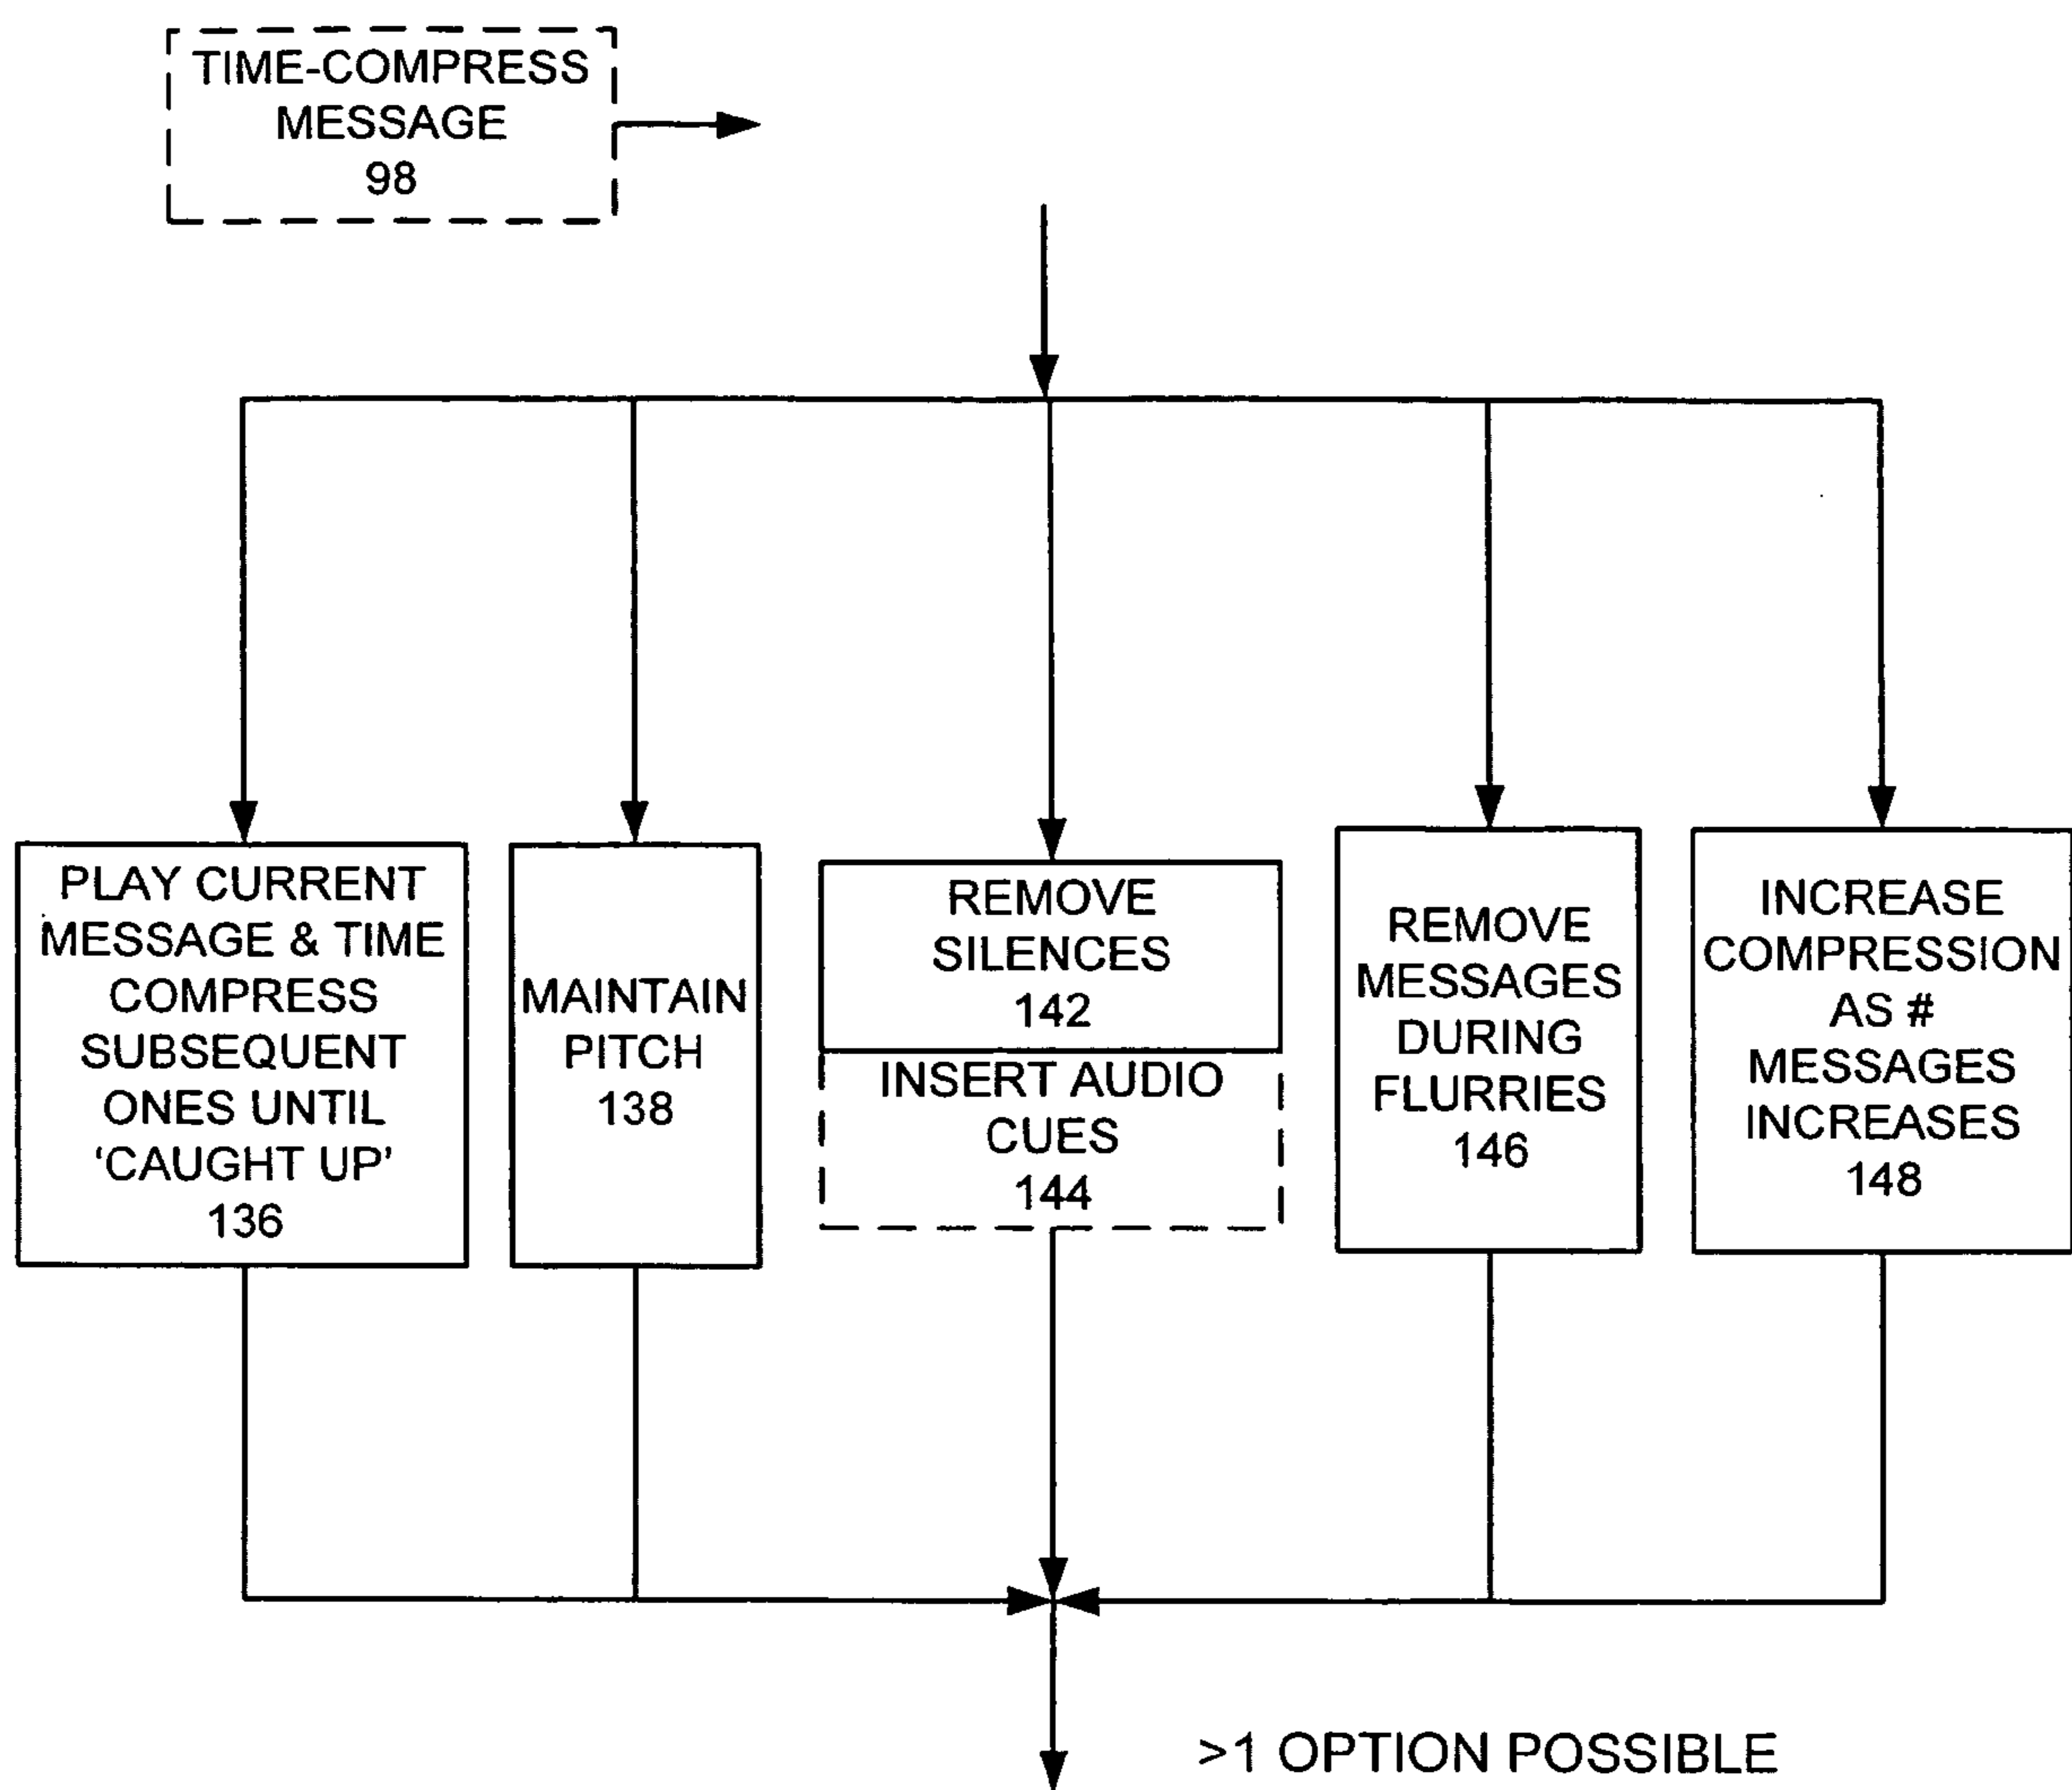 TIME-COMPRESS
MESSAGE
98
PLAY CURRENT
MESSAGE & TIME
COMPRESS
SUBSEQUENT
ONES UNTIL
‘CAUGHT UP’
136
MAINTAIN
PITCH
138
REMOVE
SILENCES
142
INSERT AUDIO
CUES
144
REMOVE
MESSAGES
DURING
FLURRIES
146
INCREASE
COMPRESSION
AS #
MESSAGES
INCREASES
148
>1 OPTION POSSIBLE